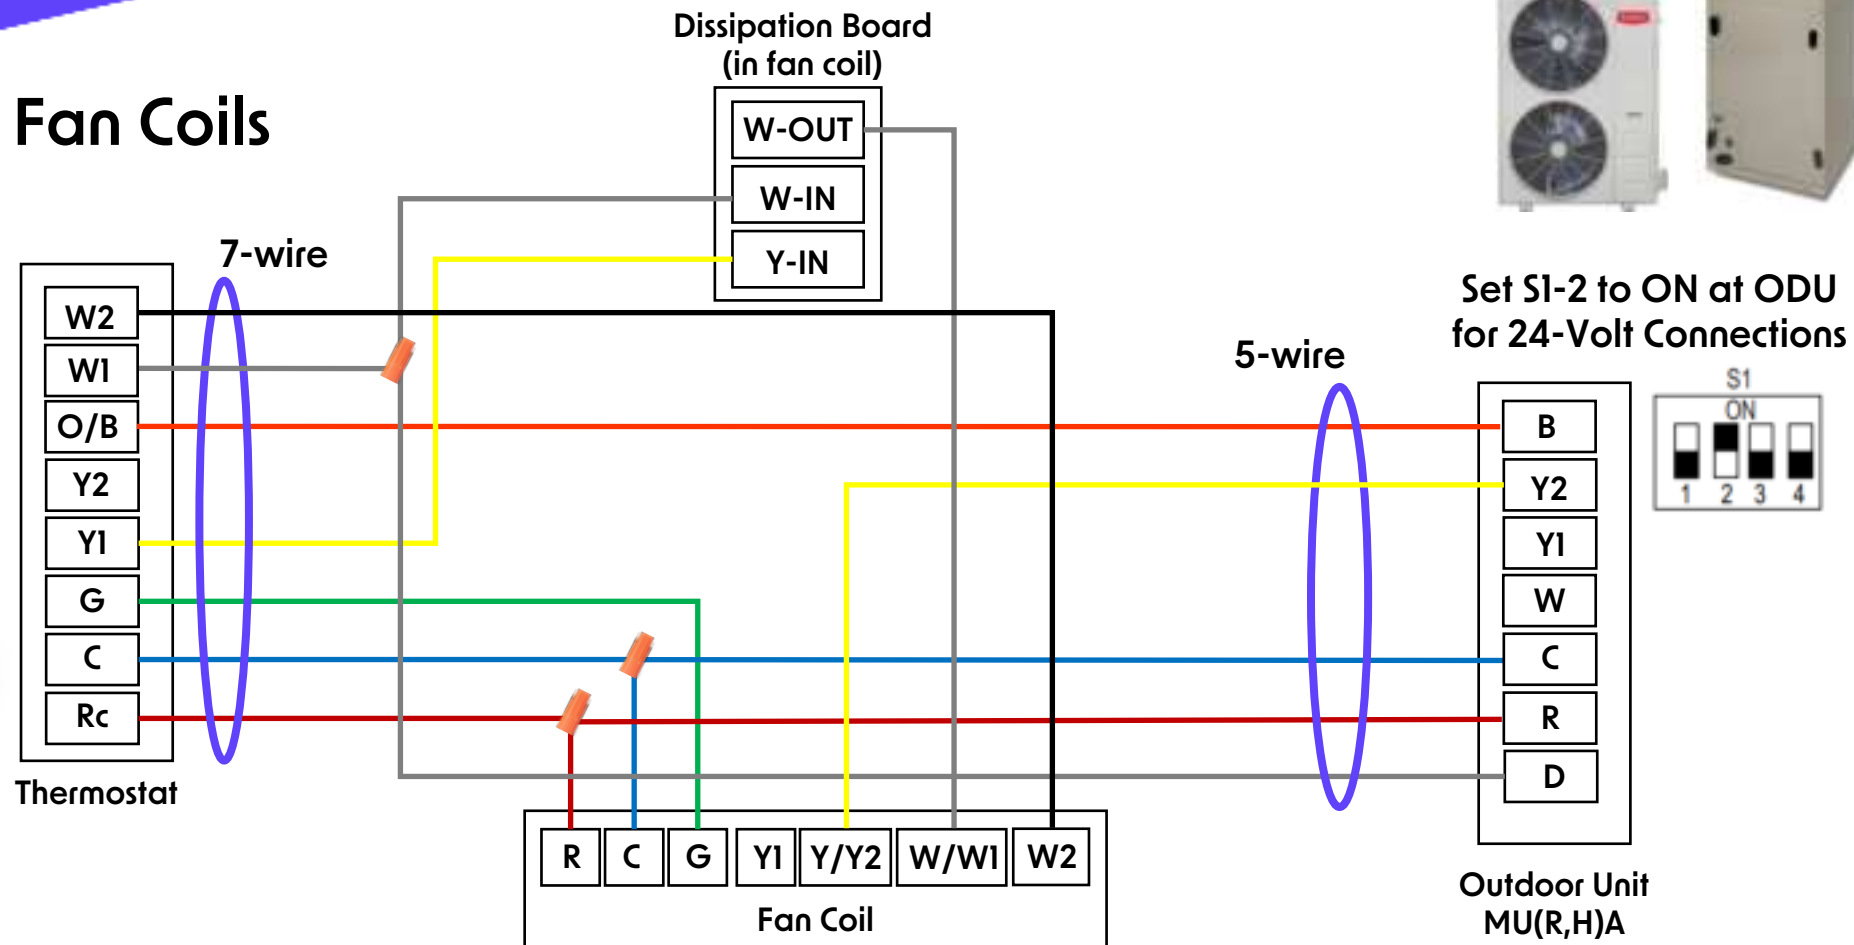 Dissipation Board
(in fan coil)
Fan Coils
W-OUT
W-IN
Y-IN
7-wire
W2
W1
O/B
Y2
Y1
G
C
Rc
Thermostat
5-wire
Set S1-2 to ON at ODU
for 24-Volt Connections
S1
ON
1 2 3 4
B
Y2
Y1
W
C
R
D
Outdoor Unit
MU(R,H)A
R C G Y1 Y/Y2 W/W1 W2
Fan Coil